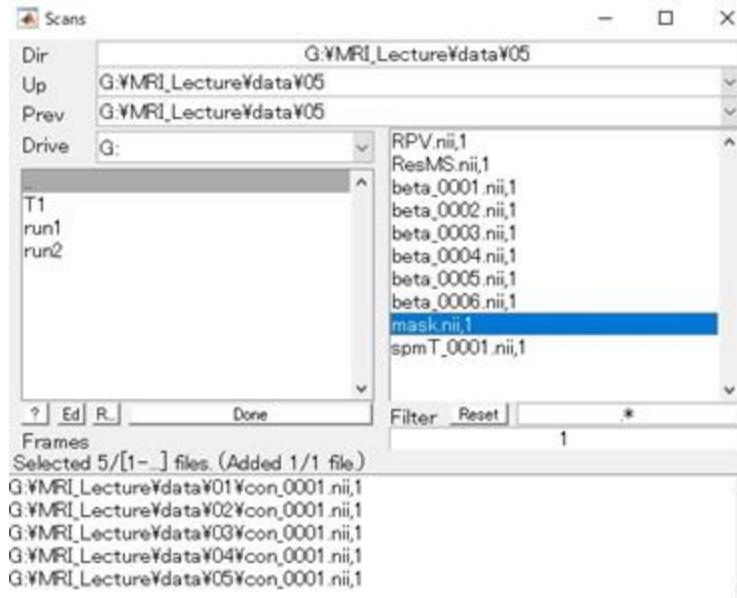 Scans
Dir G:¥MRI_Lecture¥data¥05
Up G:¥MRI_Lecture¥data¥05
Prev G:¥MRI_Lecture¥data¥05
Drive G:
..
T1
run1
run2
RPV.nii,1
ResMS.nii,1
beta_0001.nii,1
beta_0002.nii,1
beta_0003.nii,1
beta_0004.nii,1
beta_0005.nii,1
beta_0006.nii,1
mask.nii,1
spmT_0001.nii,1
? Ed R... Done
Filter Reset .*
Frames 1
Selected 5/[1-...] files. (Added 1/1 file.)
G:¥MRI_Lecture¥data¥01¥con_0001.nii,1
G:¥MRI_Lecture¥data¥02¥con_0001.nii,1
G:¥MRI_Lecture¥data¥03¥con_0001.nii,1
G:¥MRI_Lecture¥data¥04¥con_0001.nii,1
G:¥MRI_Lecture¥data¥05¥con_0001.nii,1